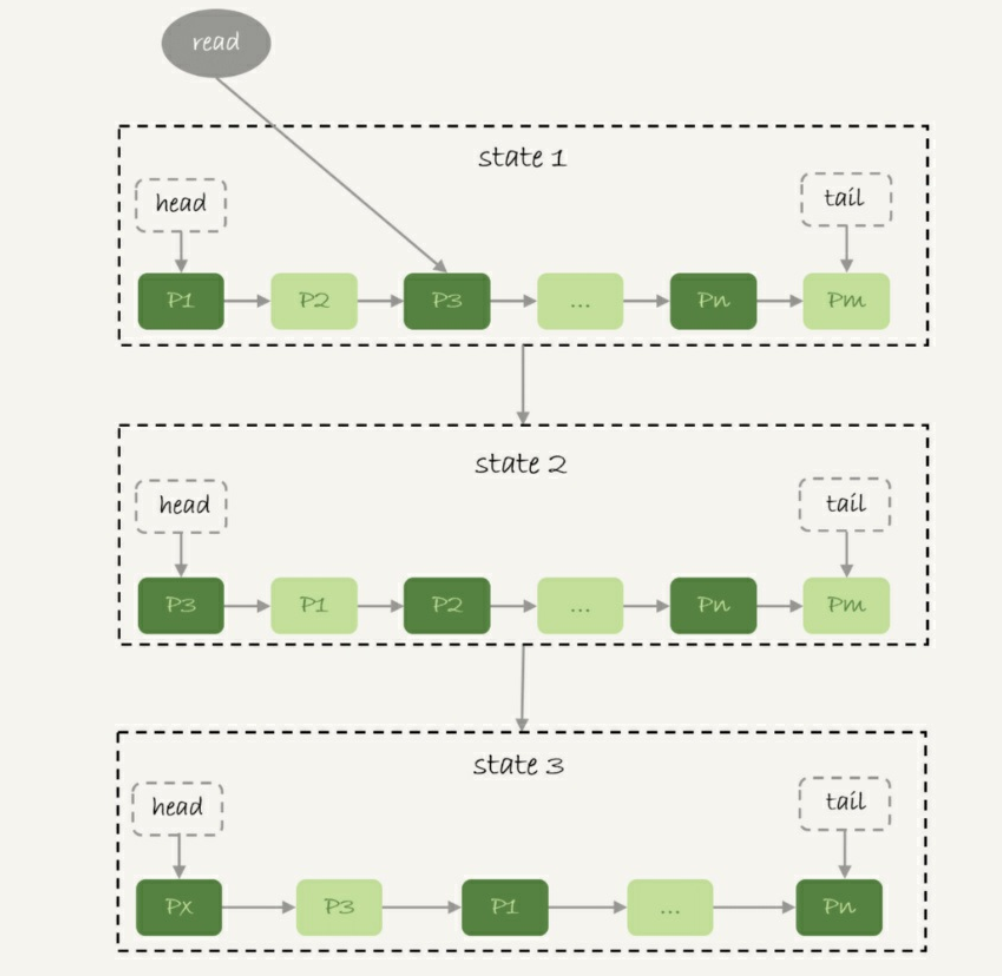 read
state 1
head
tail
P1
P2
P3
...
Pn
Pm
state 2
head
tail
P3
P1
P2
...
Pn
Pm
state 3
head
tail
Px
P3
P1
...
Pn